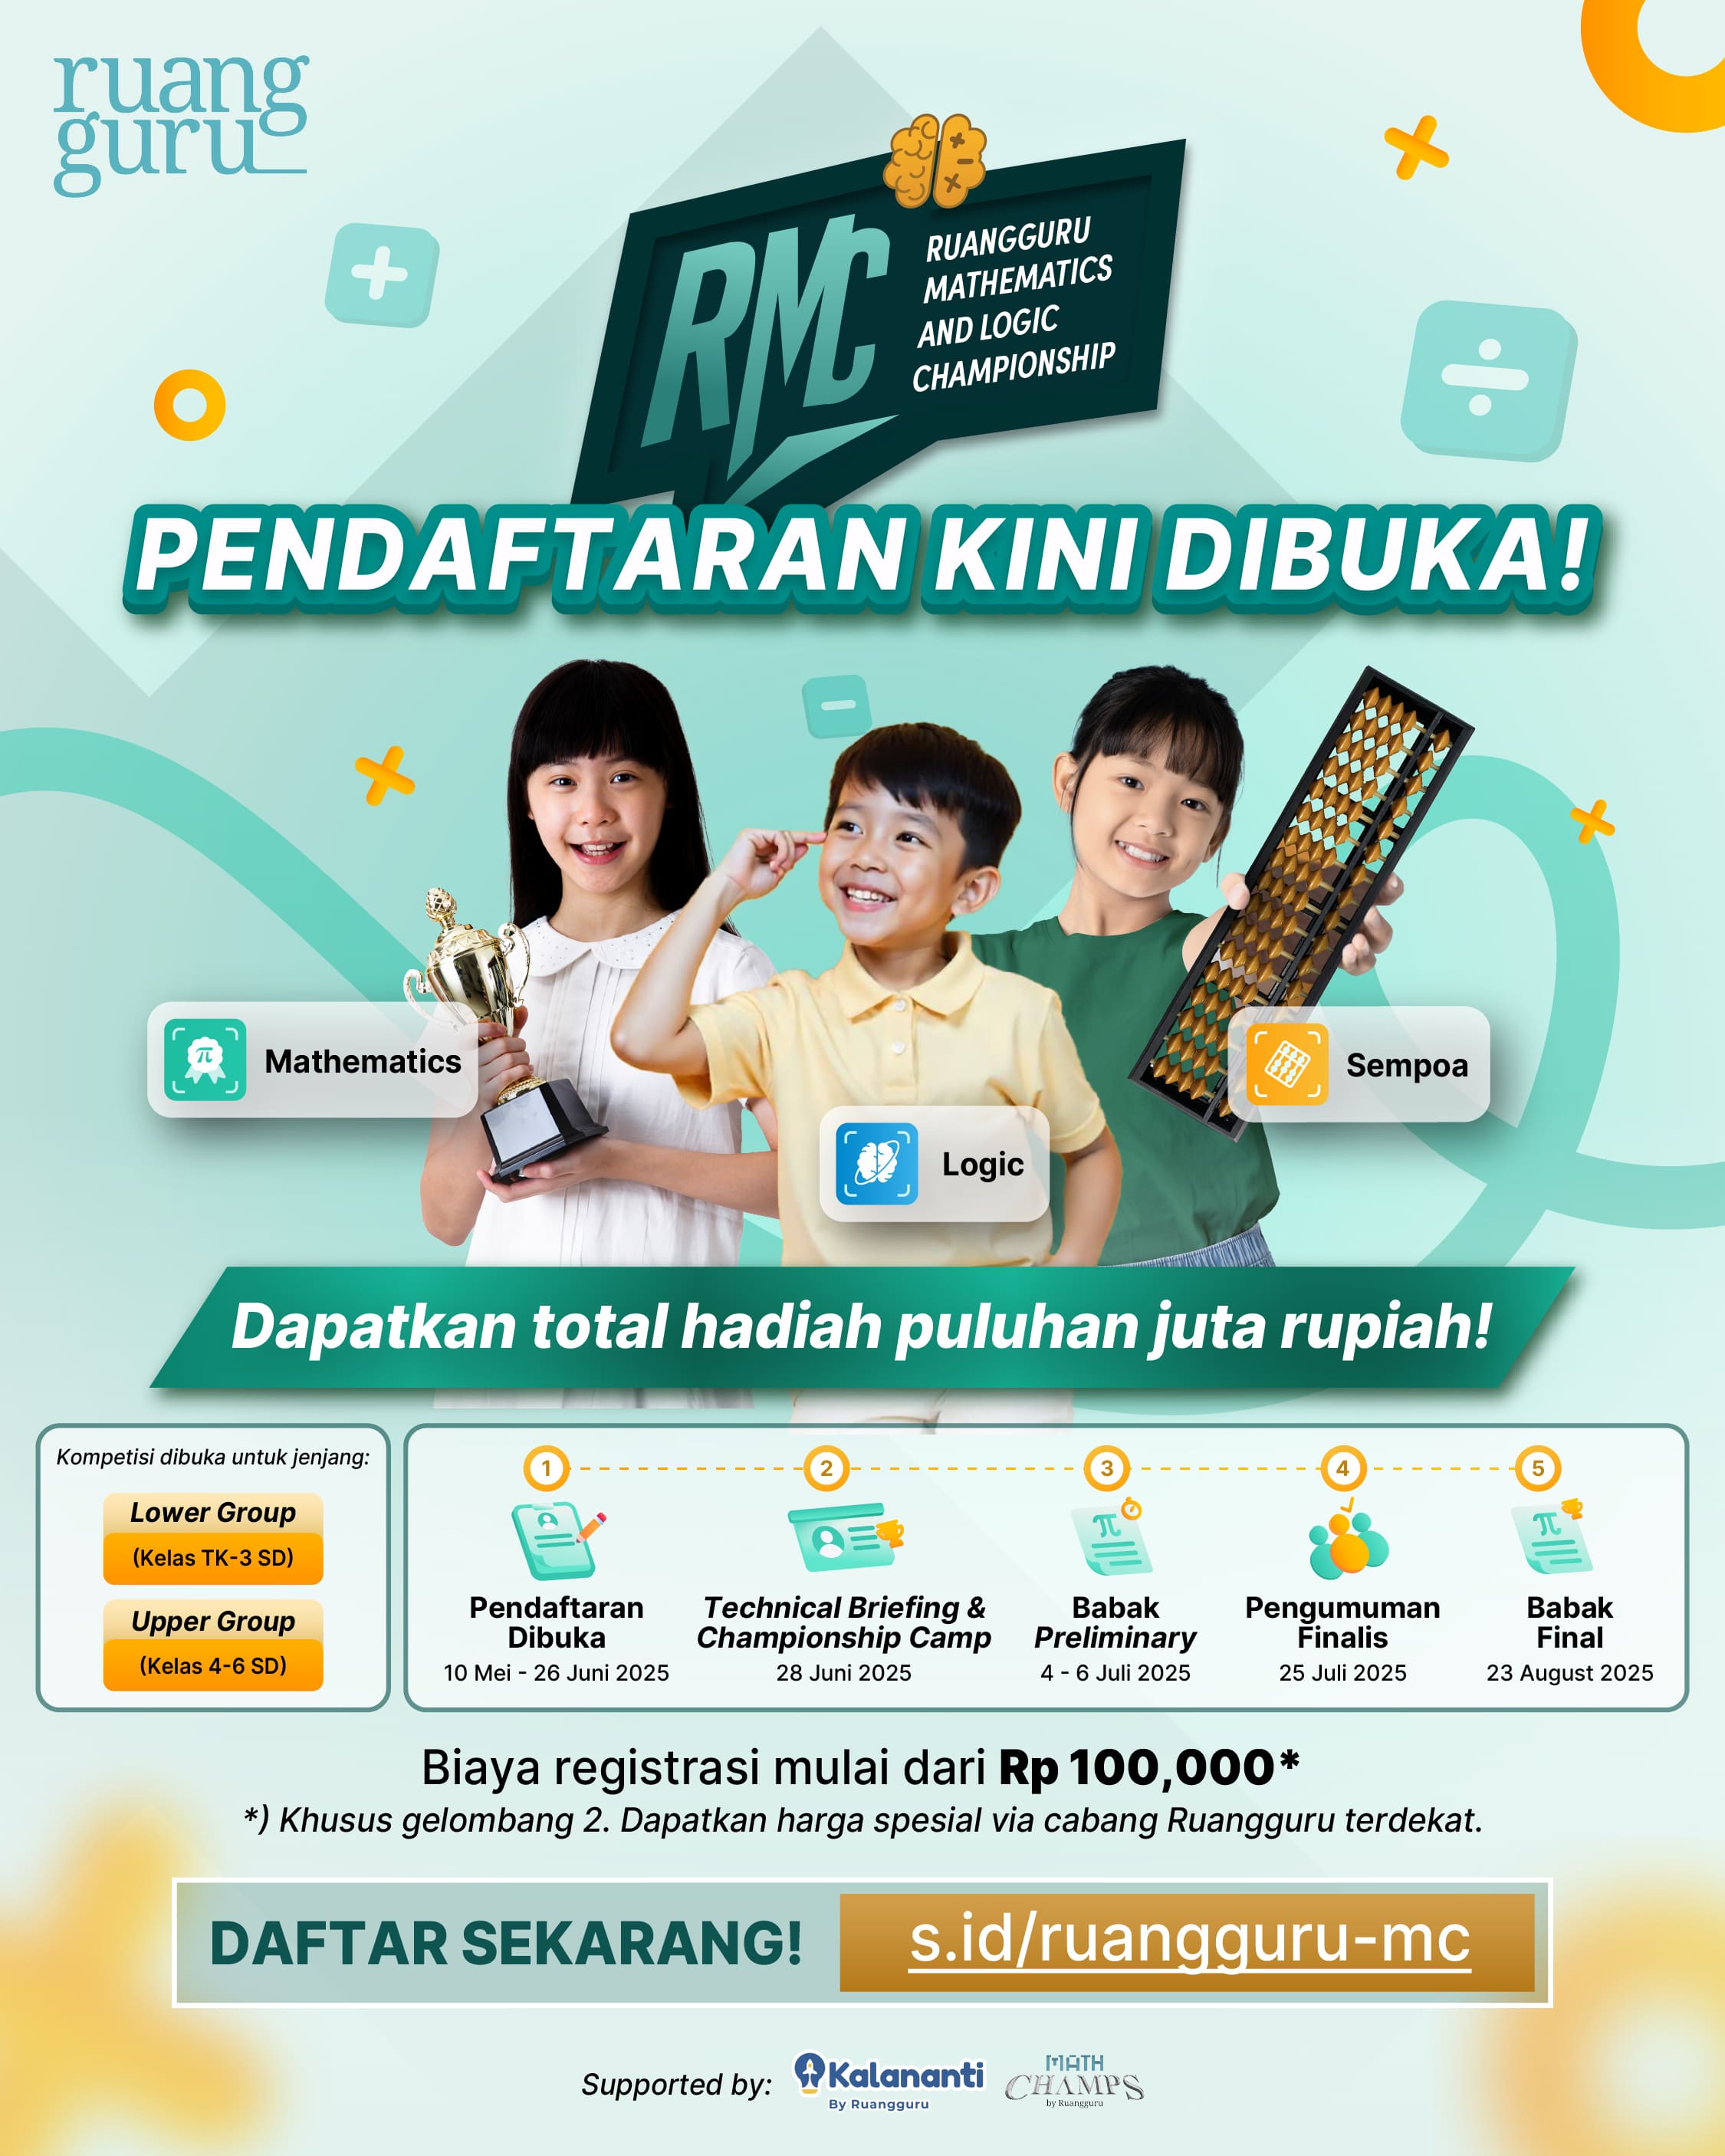 ruang
guru
RMC
RUANGGURU
MATHEMATICS
AND LOGIC
CHAMPIONSHIP
PENDAFTARAN KINI DIBUKA!
Mathematics
Logic
Sempoa
Dapatkan total hadiah puluhan juta rupiah!
Kompetisi dibuka untuk jenjang:
Lower Group
(Kelas TK-3 SD)
Upper Group
(Kelas 4-6 SD)
1
Pendaftaran
Dibuka
10 Mei - 26 Juni 2025
2
Technical Briefing &
Championship Camp
28 Juni 2025
3
Babak
Preliminary
4 - 6 Juli 2025
4
Pengumuman
Finalis
25 Juli 2025
5
Babak
Final
23 August 2025
Biaya registrasi mulai dari Rp 100,000*
*) Khusus gelombang 2. Dapatkan harga spesial via cabang Ruangguru terdekat.
DAFTAR SEKARANG!
s.id/ruangguru-mc
Supported by:
Kalananti
By Ruangguru
MATH
CHAMPS
by Ruangguru